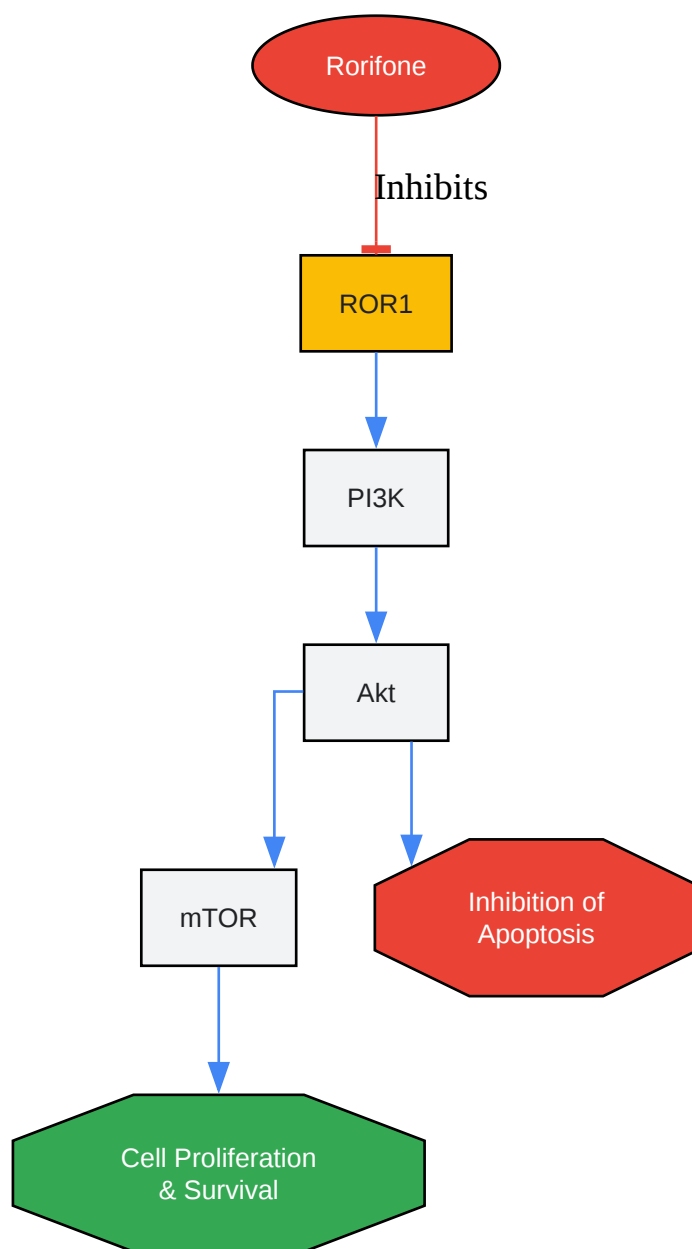 Rorifone
Inhibits
ROR1
PI3K
Akt
mTOR
Inhibition of
Apoptosis
Cell Proliferation
& Survival